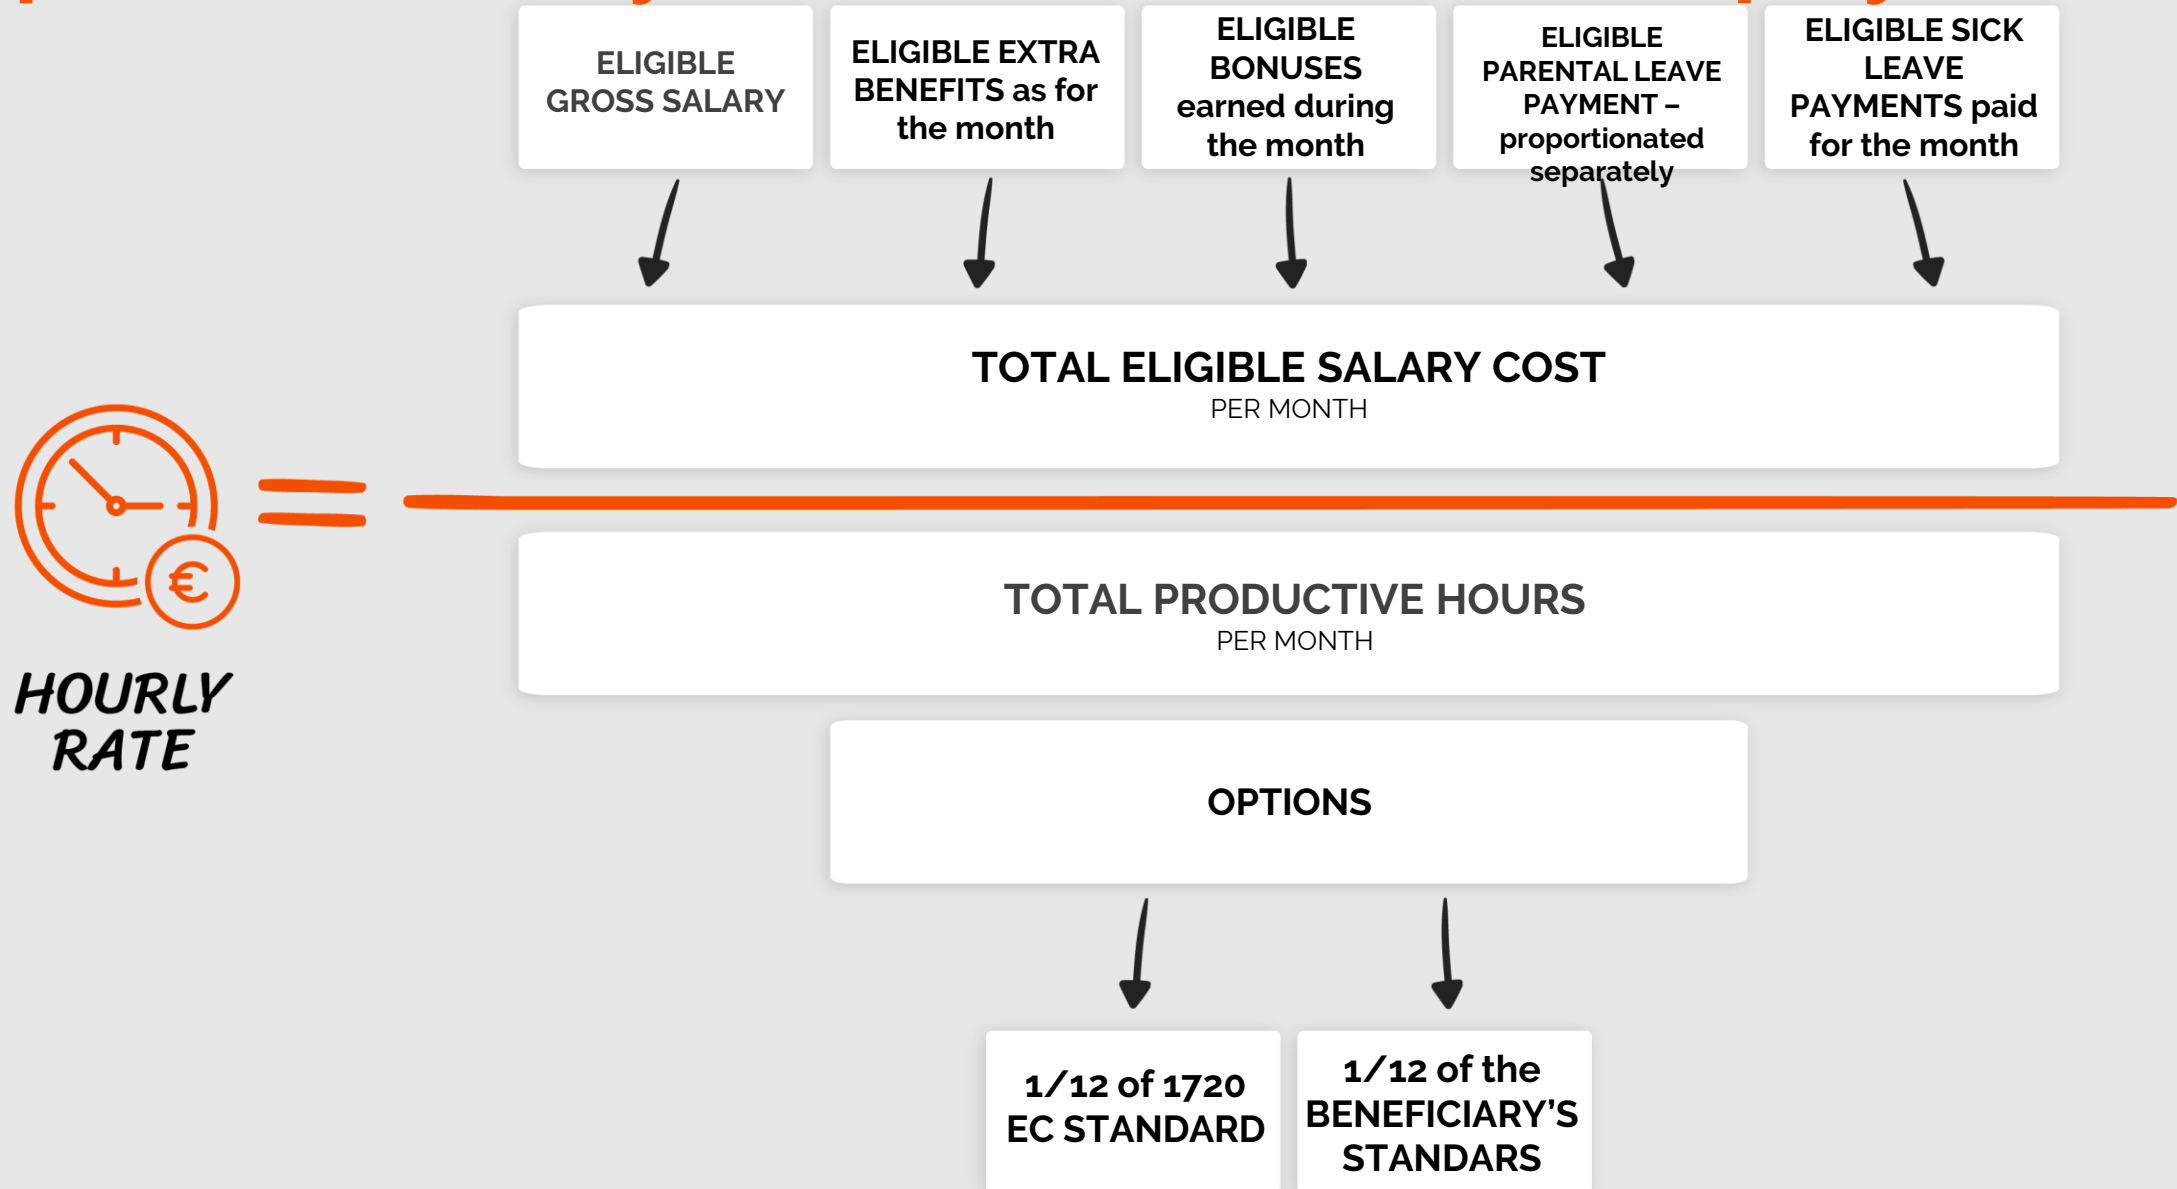 ELIGIBLE
GROSS SALARY
ELIGIBLE EXTRA
BENEFITS as for
the month
ELIGIBLE
BONUSES
earned during
the month
ELIGIBLE
PARENTAL LEAVE
PAYMENT –
proportionated
separately
ELIGIBLE SICK
LEAVE
PAYMENTS paid
for the month
TOTAL ELIGIBLE SALARY COST
PER MONTH
€
HOURLY
RATE
TOTAL PRODUCTIVE HOURS
PER MONTH
OPTIONS
1/12 of 1720
EC STANDARD
1/12 of the
BENEFICIARY’S
STANDARS